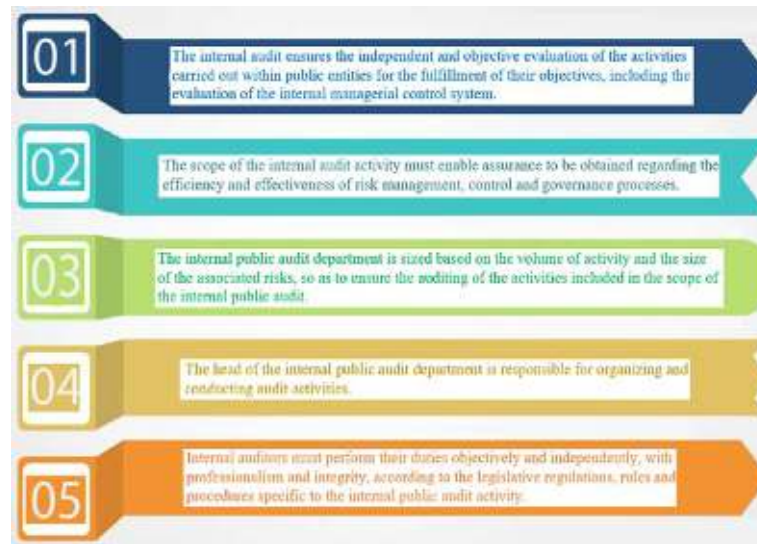 01
The internal audit ensures the independent and objective evaluation of the activities
carried out within public entities for the fulfillment of their objectives, including the
evaluation of the internal managerial control system.
02
The scope of the internal audit activity must enable assurance to be obtained regarding the
efficiency and effectiveness of risk management, control and governance processes.
03
The internal public audit department is sized based on the volume of activity and the size
of the associated risks, so as to ensure the auditing of the activities included in the scope of
the internal public audit.
04
The head of the internal public audit department is responsible for organizing and
conducting audit activities.
05
Internal auditors must perform their duties objectively and independently, with
professionalism and integrity, according to the legislative regulations, rules and
procedures specific to the internal public audit activity.